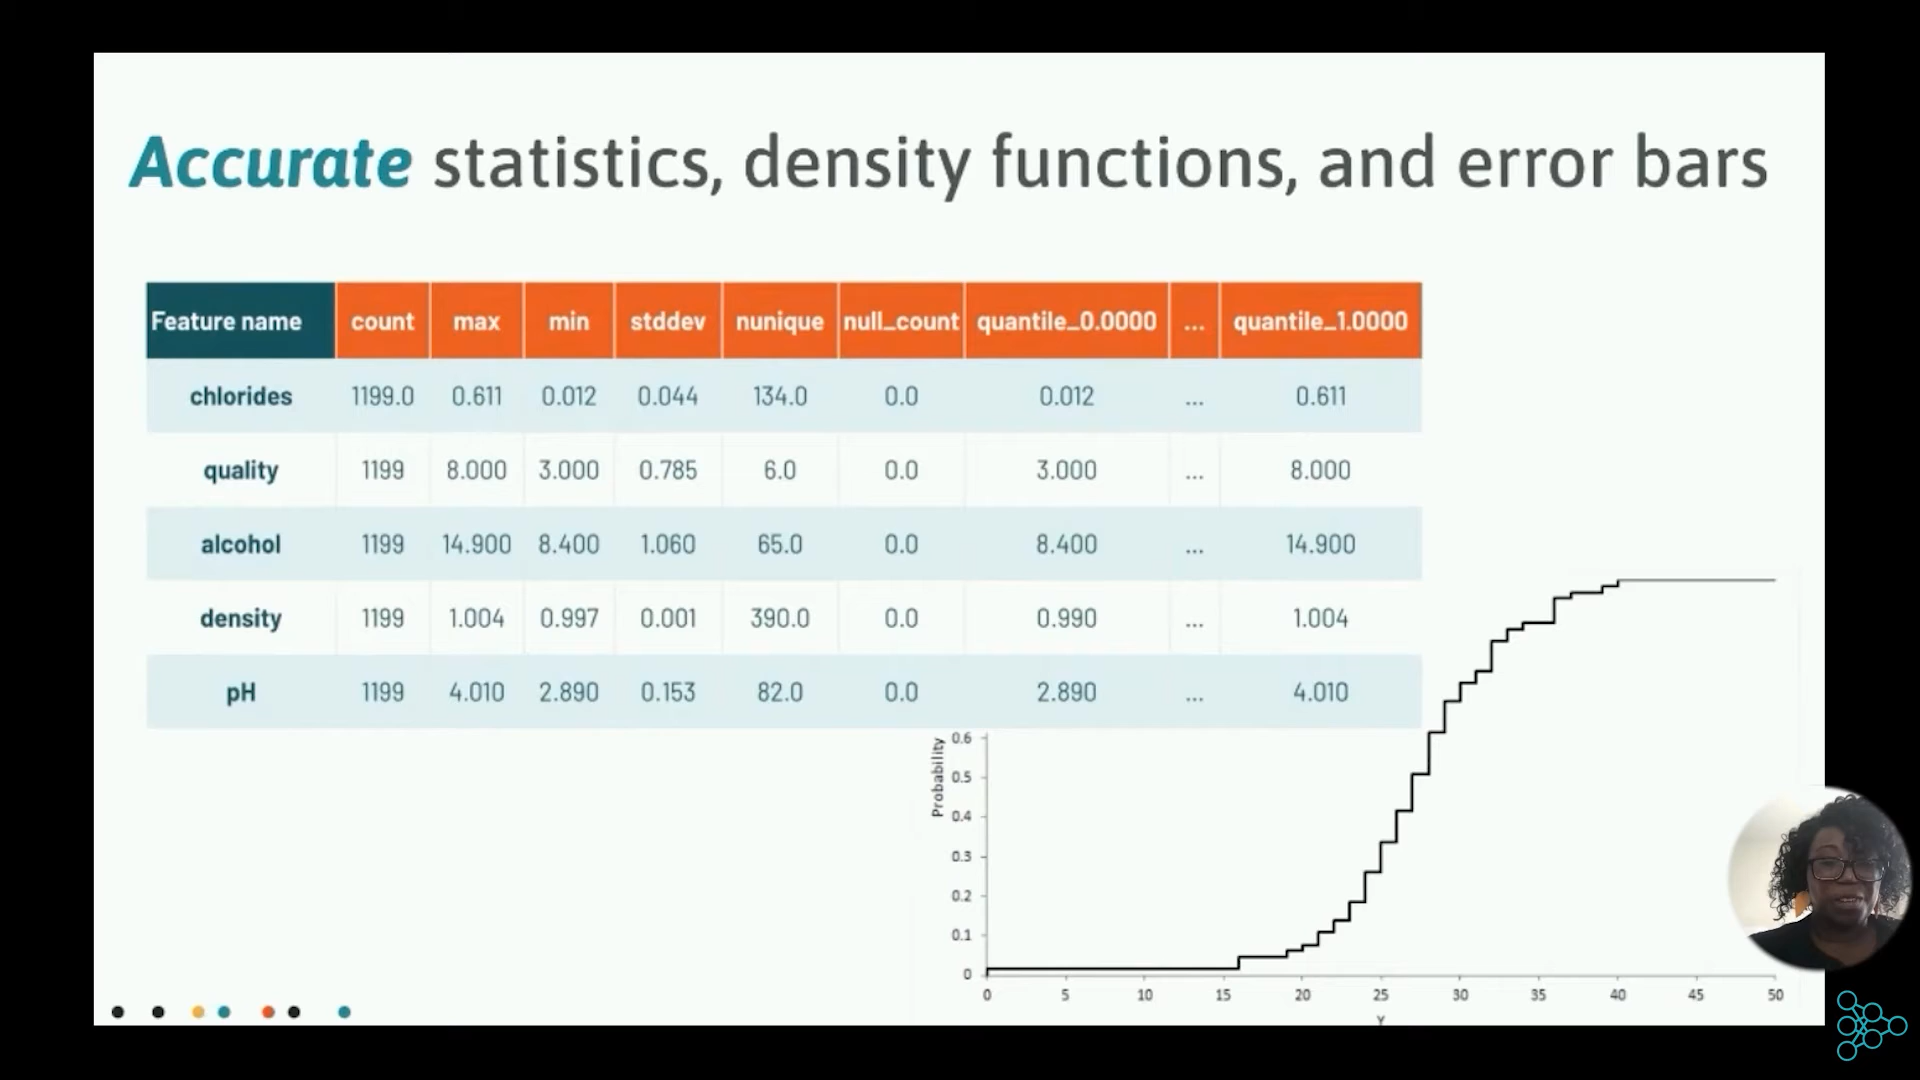 Accurate statistics, density functions, and error bars
Feature name count max min stddev nunique null_count quantile_0.0000 ... quantile_1.0000
chlorides 1199.0 0.611 0.012 0.044 134.0 0.0 0.012 ... 0.611
quality 1199 8.000 3.000 0.785 6.0 0.0 3.000 ... 8.000
alcohol 1199 14.900 8.400 1.060 65.0 0.0 8.400 ... 14.900
density 1199 1.004 0.997 0.001 390.0 0.0 0.990 ... 1.004
pH 1199 4.010 2.890 0.153 82.0 0.0 2.890 ... 4.010
Probability
0.6
0.5
0.4
0.3
0.2
0.1
0
0 5 10 15 20 25 30 35 40 45 50
Y